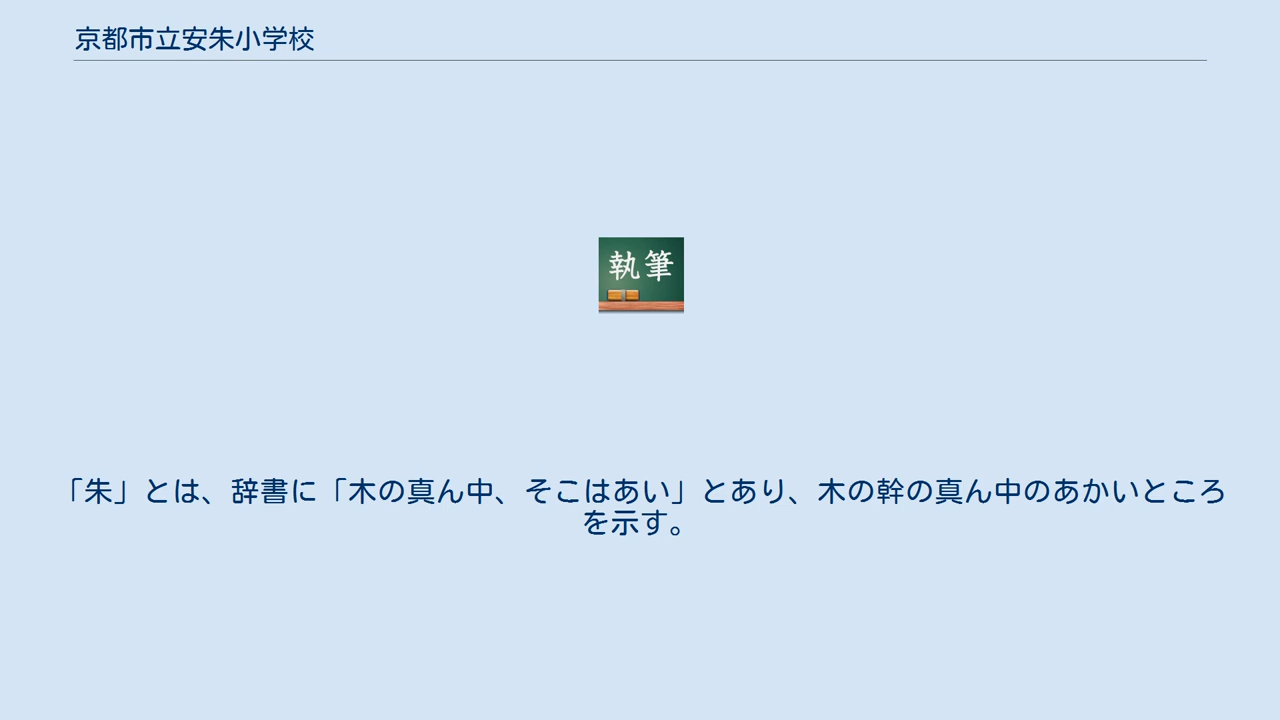 京都市立安朱小学校
執筆
「朱」とは、辞書に「木の真ん中、そこはあい」とあり、木の幹の真ん中のあかいところ
を示す。